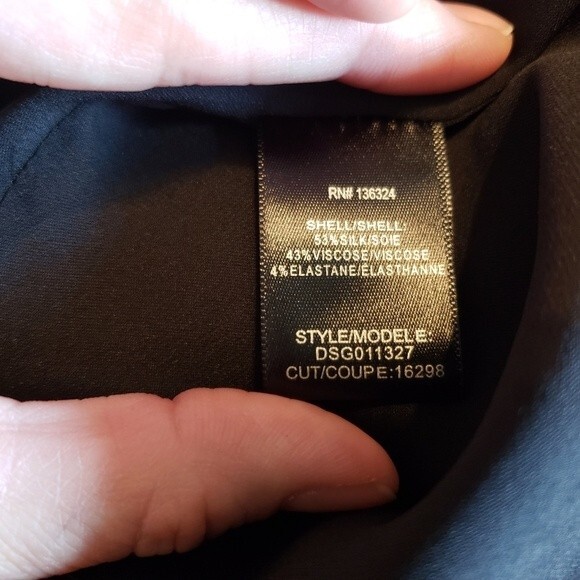 RN# 136324
SHELL/SHELL:
53%SILK/SOIE
43%VISCOSE/VISCOSE
4%ELASTANE/ELASTHANNE
STYLE/MODELE:
DSG011327
CUT/COUPE:16298